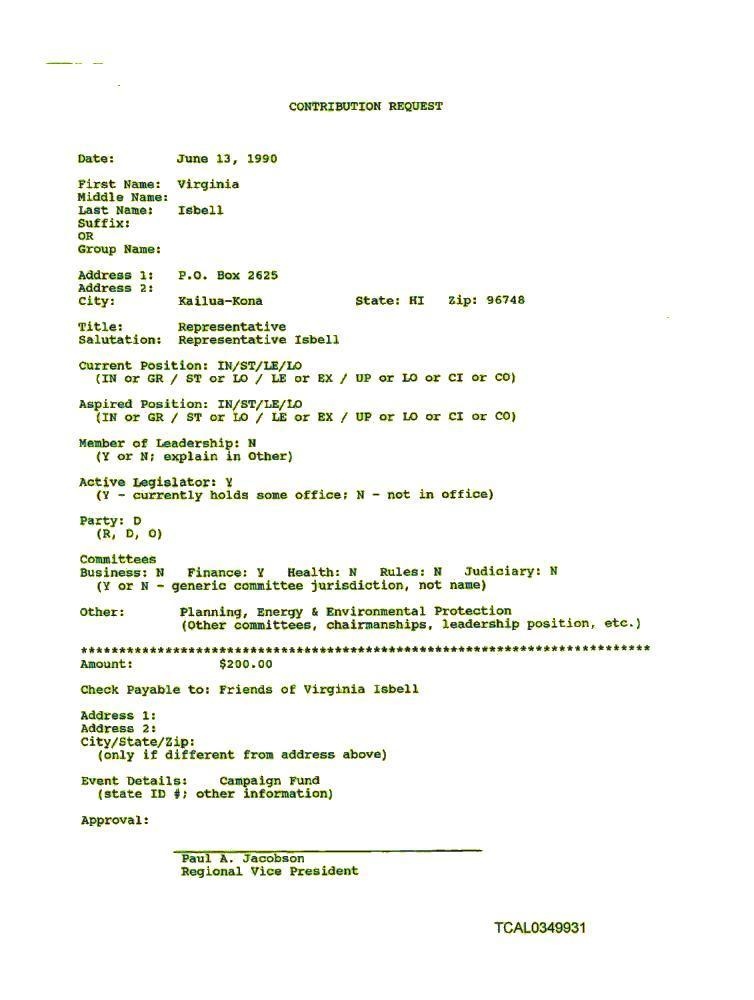 CONTRIBUTION REQUEST
Date: June 13, 1990
First Name: Virginia
Middle Name:
Last Name: Isbell
Suffix:
OR
Group Name:
Address 1: P.O. Box 2625
Address 2:
City: Kailua-Kona State: HI Zip: 96748
Title: Representative
Salutation: Representative Isbell
Current Position: IN/ST/LE/LO
(IN or GR / ST or LO / LE or EX / UP or LO or CI or CO)
Aspired Position: IN/ST/LE/LO
(IN or GR / ST or LO / LE or EX / UP or LO or CI or CO)
Member of Leadership: N
(Y or N; explain in Other)
Active Legislator: Y
(Y - currently holds some office; N - not in office)
Party: D
(R, D, O)
Committees
Business: N Finance: Y Health: N Rules: N Judiciary: N
(Y or N - generic committee jurisdiction, not name)
Other: Planning, Energy & Environmental Protection
(Other committees, chairmanships, leadership position, etc.)
***************************************************************************
Amount: $200.00
Check Payable to: Friends of Virginia Isbell
Address 1:
Address 2:
City/State/Zip:
(only if different from address above)
Event Details: Campaign Fund
(state ID #; other information)
Approval:
Paul A. Jacobson
Regional Vice President
TCAL0349931